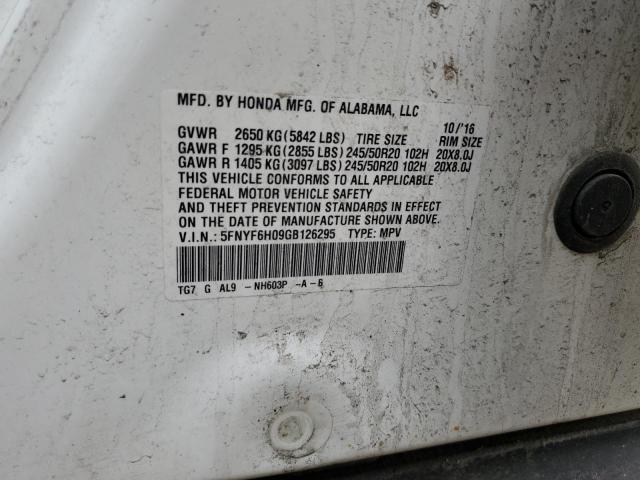 MFD. BY HONDA MFG. OF ALABAMA, LLC 10/'16
GVWR 2650 KG (5842 LBS) TIRE SIZE RIM SIZE
GAWR F 1295 KG (2855 LBS) 245/50R20 102H 20X8.0J
GAWR R 1405 KG (3097 LBS) 245/50R20 102H 20X8.0J
THIS VEHICLE CONFORMS TO ALL APPLICABLE
FEDERAL MOTOR VEHICLE SAFETY
AND THEFT PREVENTION STANDARDS IN EFFECT
ON THE DATE OF MANUFACTURE SHOWN ABOVE.
V.I.N.: 5FNYF6H09GB126295 TYPE: MPV
TG7 G AL9 -NH603P -A-6